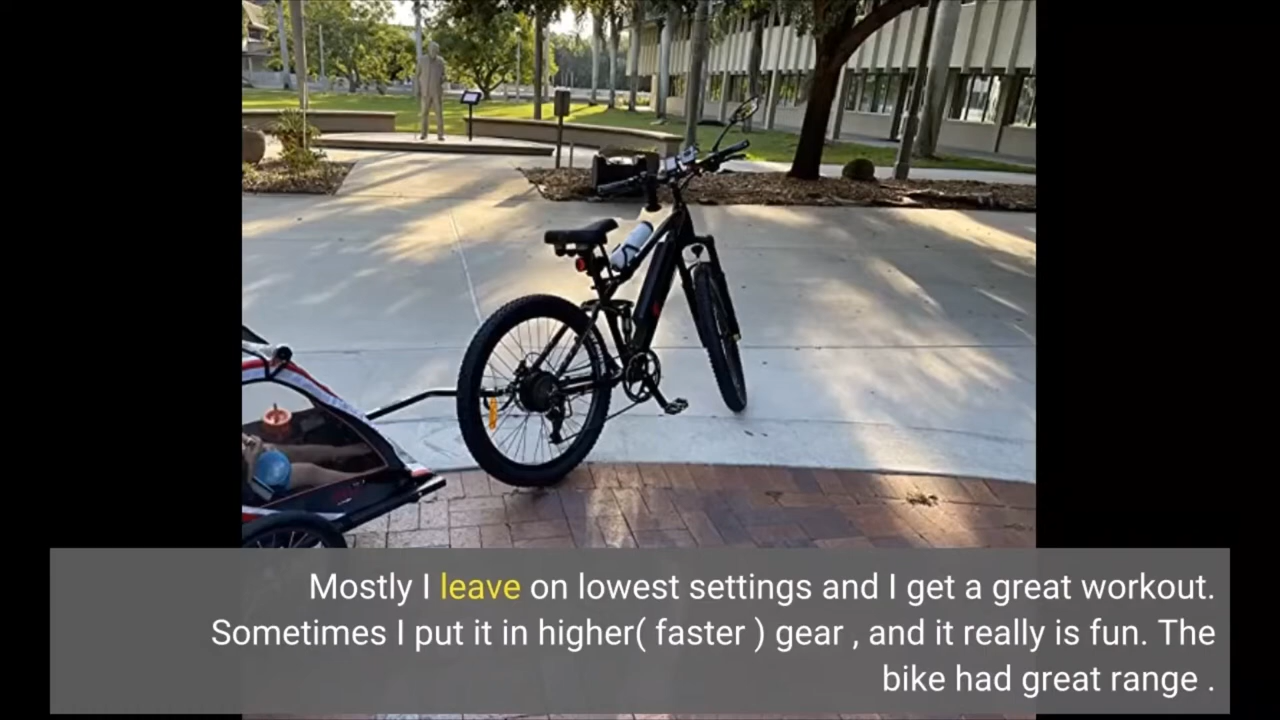 Mostly I leave on lowest settings and I get a great workout.
Sometimes I put it in higher( faster ) gear , and it really is fun. The
bike had great range .